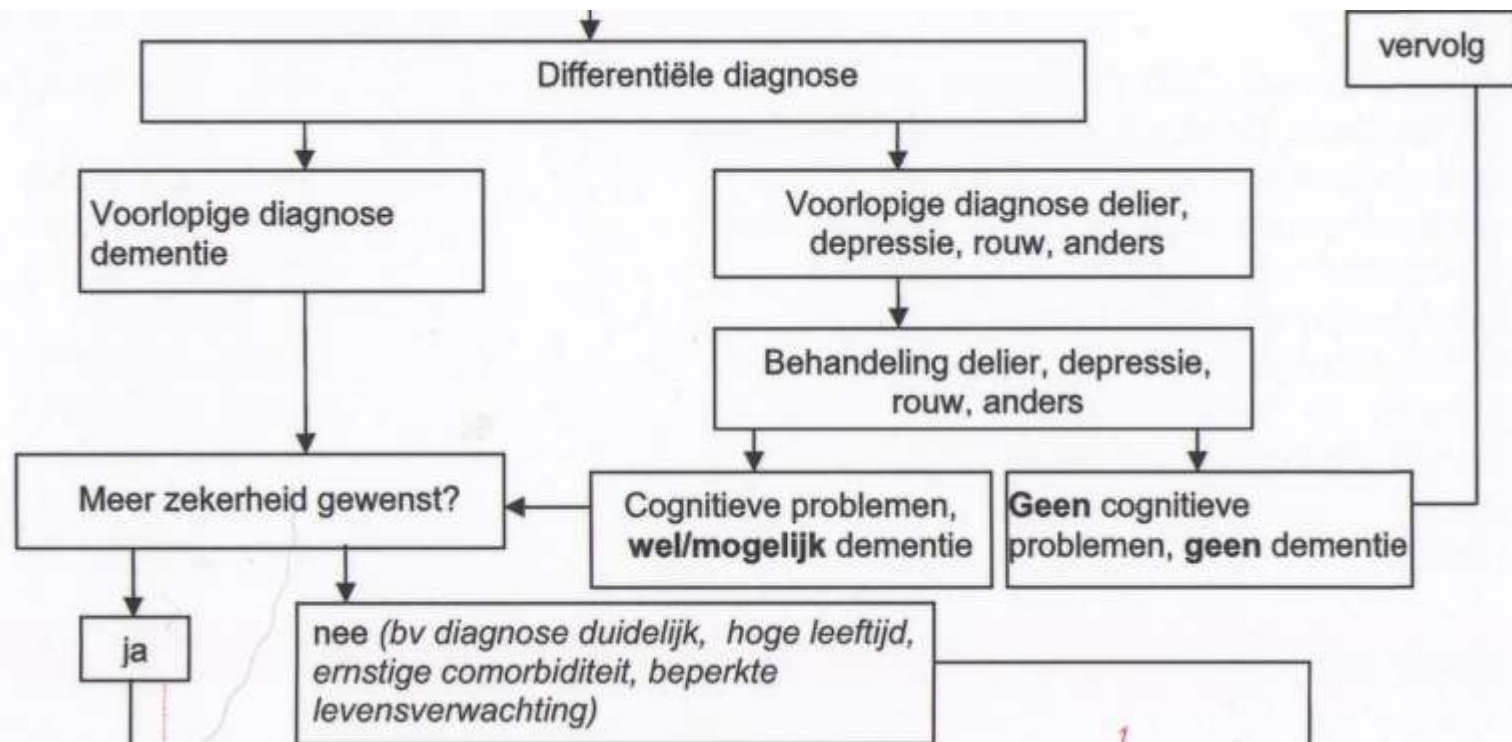 vervolg
Differentiële diagnose
Voorlopige diagnose
dementie
Voorlopige diagnose delier,
depressie, rouw, anders
Behandeling delier, depressie,
rouw, anders
Meer zekerheid gewenst?
Cognitieve problemen,
wel/mogelijk dementie
Geen cognitieve
problemen, geen dementie
ja
nee (bv diagnose duidelijk, hoge leeftijd,
ernstige comorbiditeit, beperkte
levensverwachting)
1